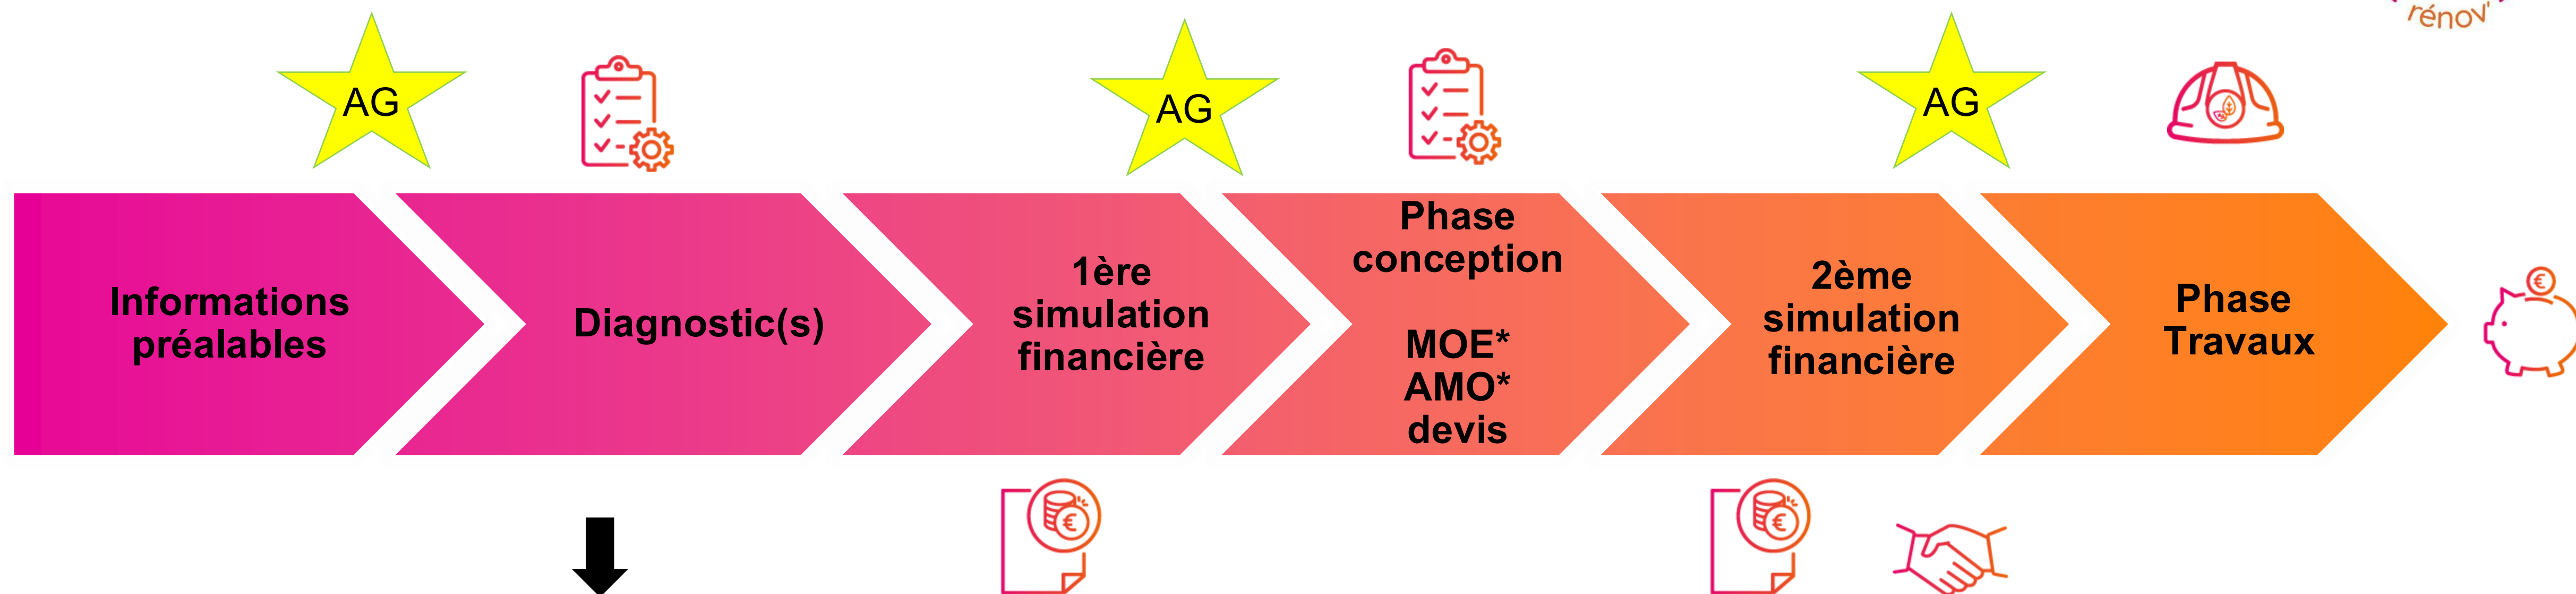 rénov'
AG
AG
AG
Informations
préalables
Diagnostic(s)
1ère
simulation
financière
Phase
conception
MOE*
AMO*
devis
2ème
simulation
financière
Phase
Travaux
€
€
€